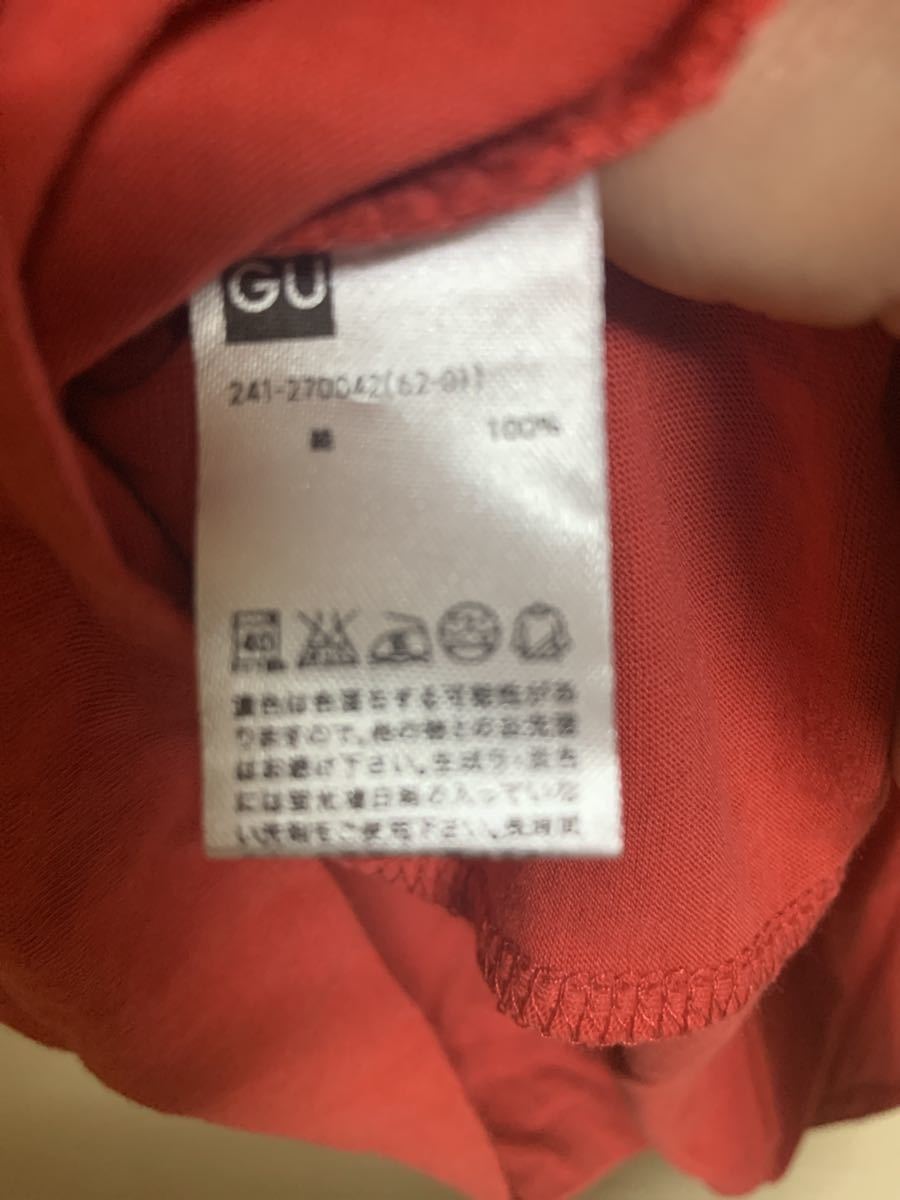 GU
241-270042(62-01)
綿 100%
40
濃色は色落ちする可能性があ
りますので、他の物とのお洗濯
はお避け下さい。生成り・淡色
には蛍光増白剤の入っていな
い洗剤をご使用下さい。洗濯